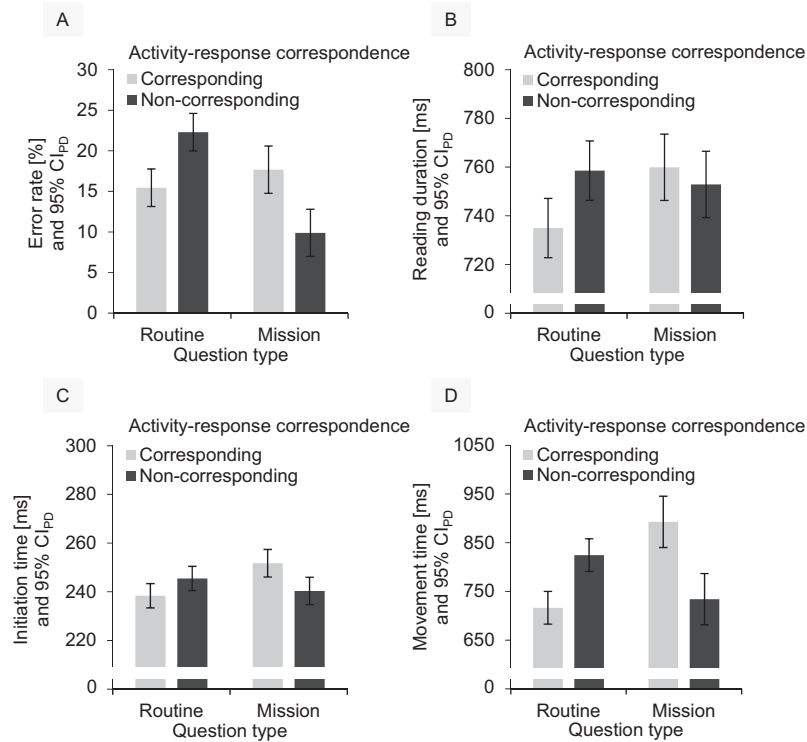 A
Activity-response correspondence
Corresponding
Non-corresponding
Error rate [%]
and 95% CIPD
30
25
20
15
10
5
0
Routine
Mission
Question type
B
Activity-response correspondence
Corresponding
Non-corresponding
Reading duration [ms]
and 95% CIPD
800
780
760
740
720
0
Routine
Mission
Question type
C
Activity-response correspondence
Corresponding
Non-corresponding
Initiation time [ms]
and 95% CIPD
300
280
260
240
220
0
Routine
Mission
Question type
D
Activity-response correspondence
Corresponding
Non-corresponding
Movement time [ms]
and 95% CIPD
1050
950
850
750
650
0
Routine
Mission
Question type